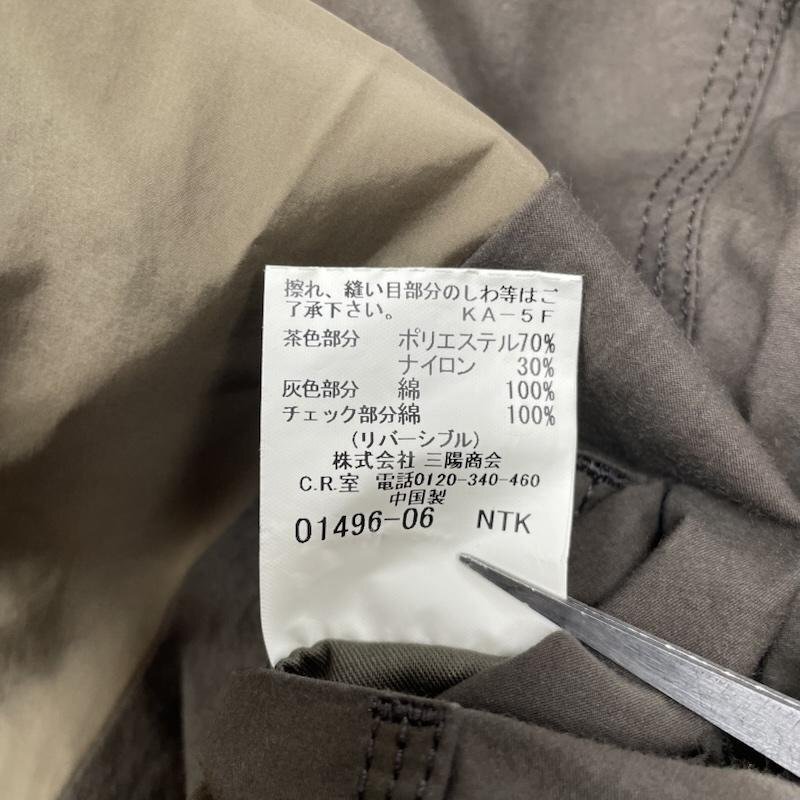 擦れ、縫い目部分のしわ等はご
了承下さい。 KA-5F
茶色部分 ポリエステル70%
ナイロン 30%
灰色部分 綿 100%
チェック部分綿 100%
(リバーシブル)
株式会社 三陽商会
C.R.室 電話0120-340-460
中国製
01496-06 NTK